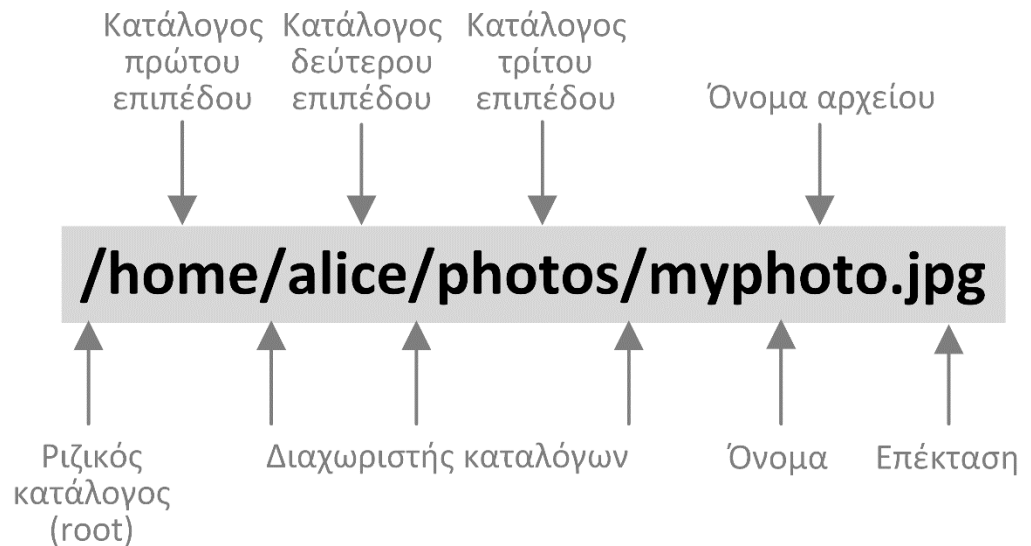 Κατάλογος πρώτου επιπέδου
Κατάλογος δεύτερου επιπέδου
Κατάλογος τρίτου επιπέδου
Όνομα αρχείου
/home/alice/photos/myphoto.jpg
Ριζικός κατάλογος (root)
Διαχωριστής καταλόγων
Όνομα
Επέκταση